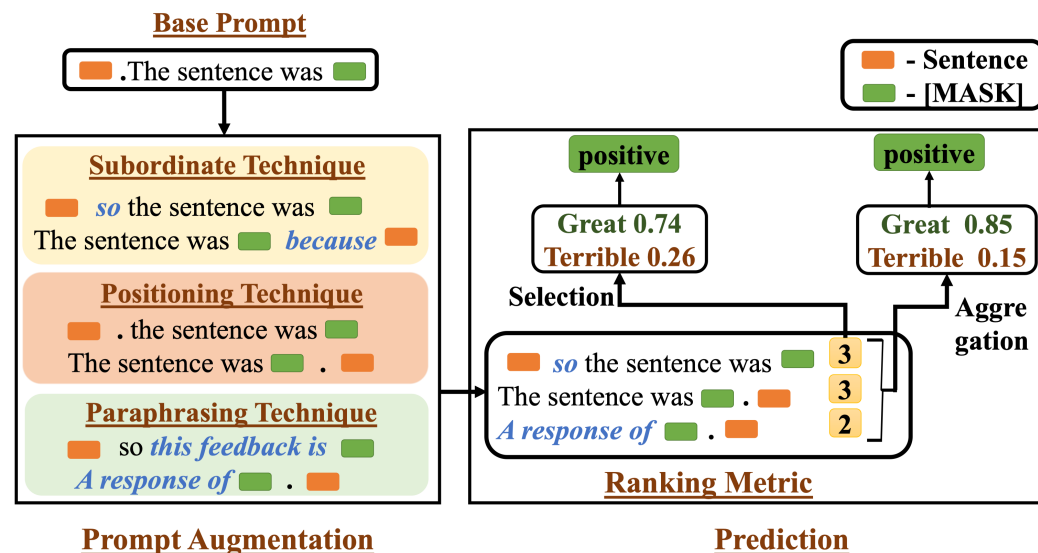 Base Prompt
.The sentence was
- Sentence
- [MASK]
Subordinate Technique
so the sentence was
The sentence was because
Positioning Technique
. the sentence was
The sentence was .
Paraphrasing Technique
so this feedback is
A response of .
Prompt Augmentation
positive
positive
Great 0.74
Terrible 0.26
Great 0.85
Terrible 0.15
Selection
Aggre
gation
so the sentence was 3
The sentence was . 3
A response of . 2
Ranking Metric
Prediction